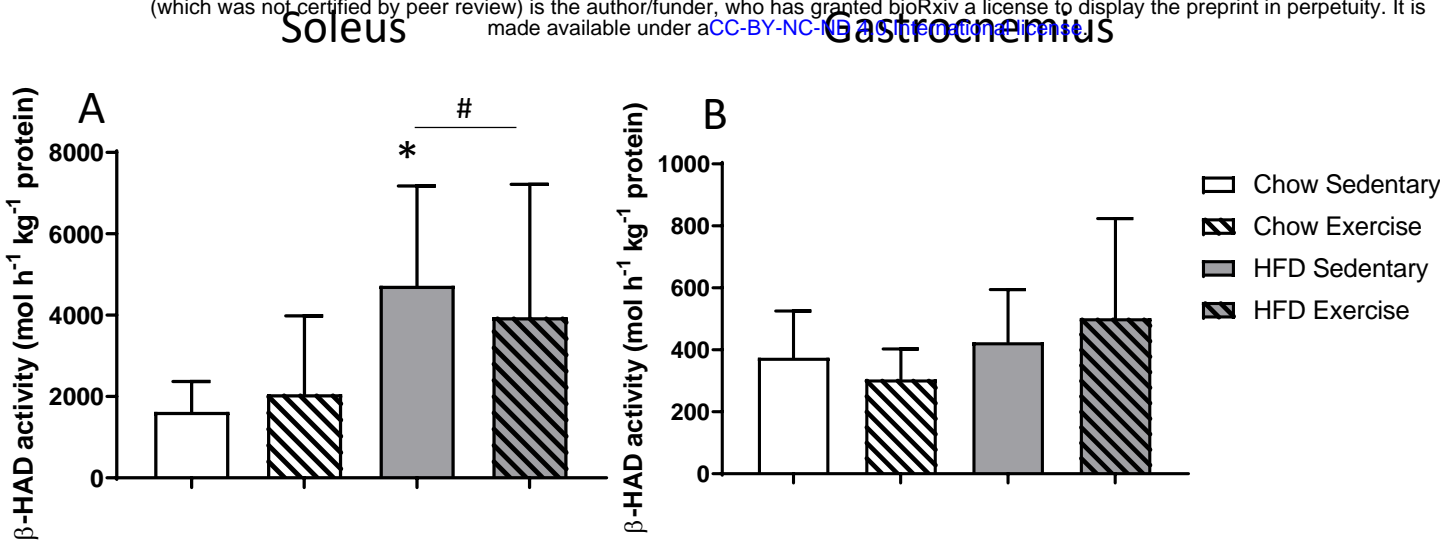 (which was not certified by peer review) is the author/funder, who has granted bioRxiv a license to display the preprint in perpetuity. It is
made available under aCC-BY-NC-ND 4.0 International license.
Soleus
Gastrocnemius
A
β-HAD activity (mol h⁻¹ kg⁻¹ protein)
8000
6000
4000
2000
0
*
#
B
β-HAD activity (mol h⁻¹ kg⁻¹ protein)
1000
800
600
400
200
0
Chow Sedentary
Chow Exercise
HFD Sedentary
HFD Exercise